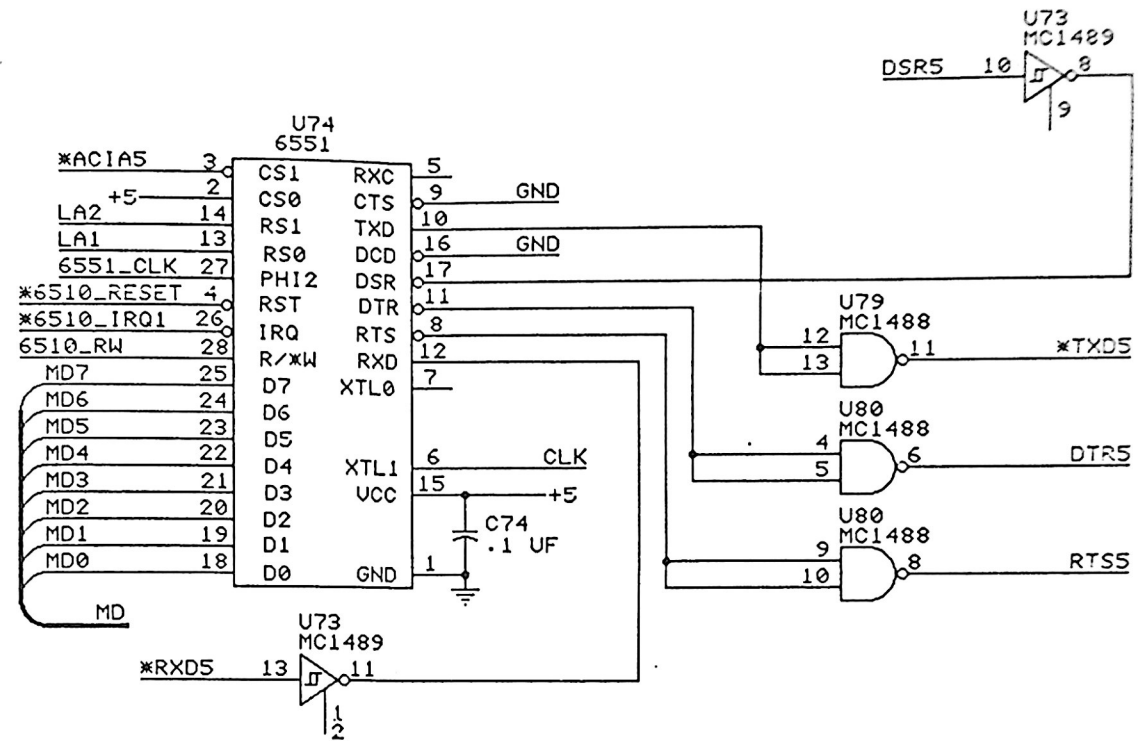 U73
MC1489
DSR5 10 8
9
U74
6551
*ACIA5 3 CS1 RXC 5
+5 2 CS0 CTS 9 GND
LA2 14 RS1 TXD 10
LA1 13 RS0 DCD 16 GND
6551_CLK 27 PHI2 DSR 17
*6510_RESET 4 RST DTR 11
*6510_IRQ1 26 IRQ RTS 8
6510_RW 28 R/*W RXD 12
MD7 25 D7 XTL0 7
MD6 24 D6
MD5 23 D5
MD4 22 D4 XTL1 6 CLK
MD3 21 D3 VCC 15 +5
MD2 20 D2
MD1 19 D1
MD0 18 D0 GND 1
MD
C74
.1 UF
U79
MC1488
12
13 11 *TXD5
U80
MC1488
4
5 6 DTR5
U80
MC1488
9
10 8 RTS5
U73
MC1489
*RXD5 13 11
1
2